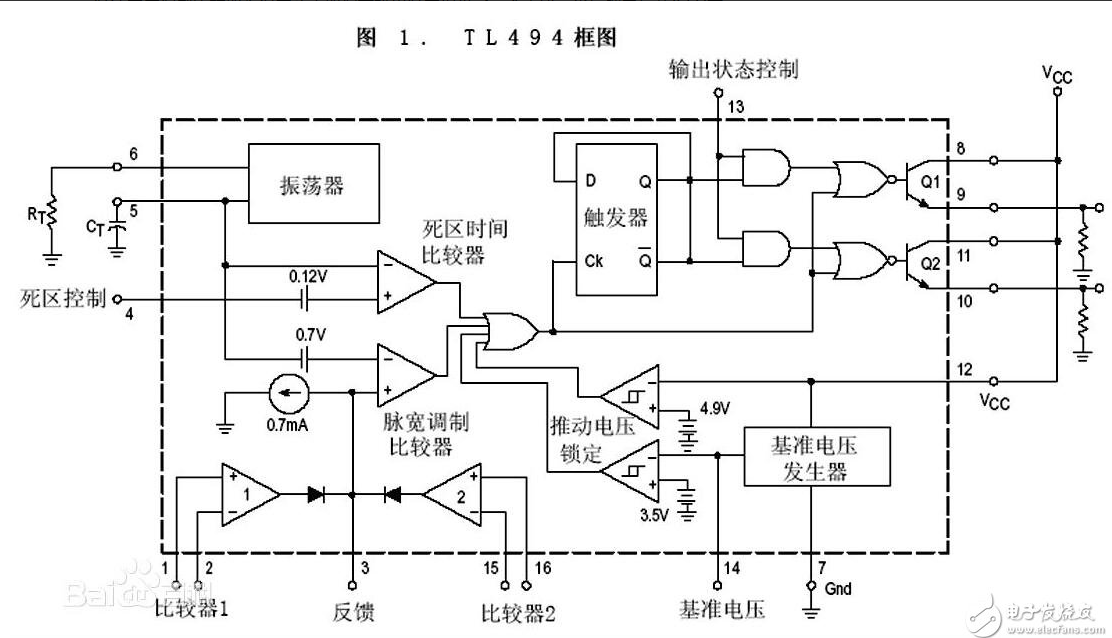 图 1. TL494框图
输出状态控制
VCC
13
6
振荡器
D
Q
8
Q1
9
RT
CT
5
触发器
死区时间
比较器
Ck
Q
11
Q2
10
0.12V
死区控制
4
0.7V
12
VCC
0.7mA
脉宽调制
比较器
推动电压
锁定
4.9V
基准电压
发生器
3.5V
+
1
-
+
2
-
1
2
3
15
16
14
7
Gnd
比较器1
反馈
比较器2
基准电压
Bai
电子发烧友
www.elecfans.com